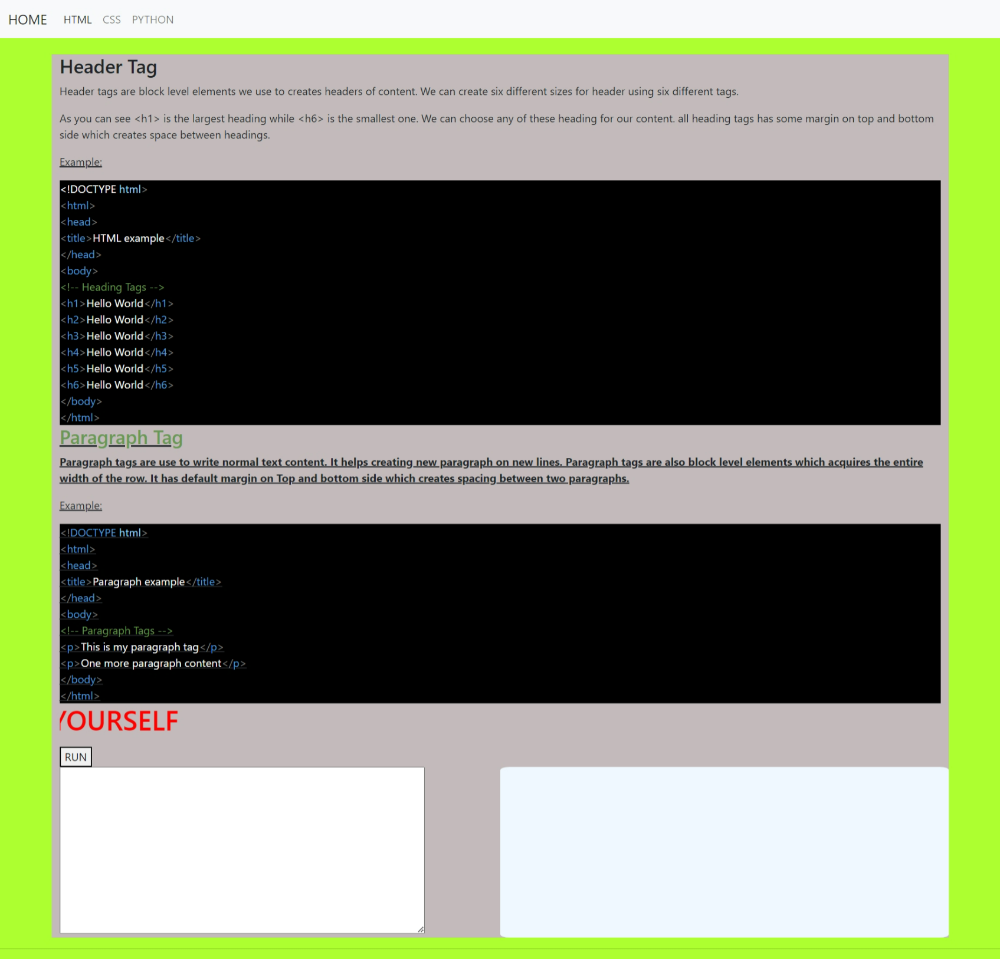 HOME HTML CSS PYTHON
Header Tag
Header tags are block level elements we use to creates headers of content. We can create six different sizes for header using six different tags.
As you can see <h1> is the largest heading while <h6> is the smallest one. We can choose any of these heading for our content. all heading tags has some margin on top and bottom
side which creates space between headings.
Example:
<!DOCTYPE html>
<html>
<head>
<title>HTML example</title>
</head>
<body>
<!-- Heading Tags -->
<h1>Hello World</h1>
<h2>Hello World</h2>
<h3>Hello World</h3>
<h4>Hello World</h4>
<h5>Hello World</h5>
<h6>Hello World</h6>
</body>
</html>
Paragraph Tag
Paragraph tags are use to write normal text content. It helps creating new paragraph on new lines. Paragraph tags are also block level elements which acquires the entire
width of the row. It has default margin on Top and bottom side which creates spacing between two paragraphs.
Example:
<!DOCTYPE html>
<html>
<head>
<title>Paragraph example</title>
</head>
<body>
<!-- Paragraph Tags -->
<p>This is my paragraph tag</p>
<p>One more paragraph content</p>
</body>
</html>
YOURSELF
RUN